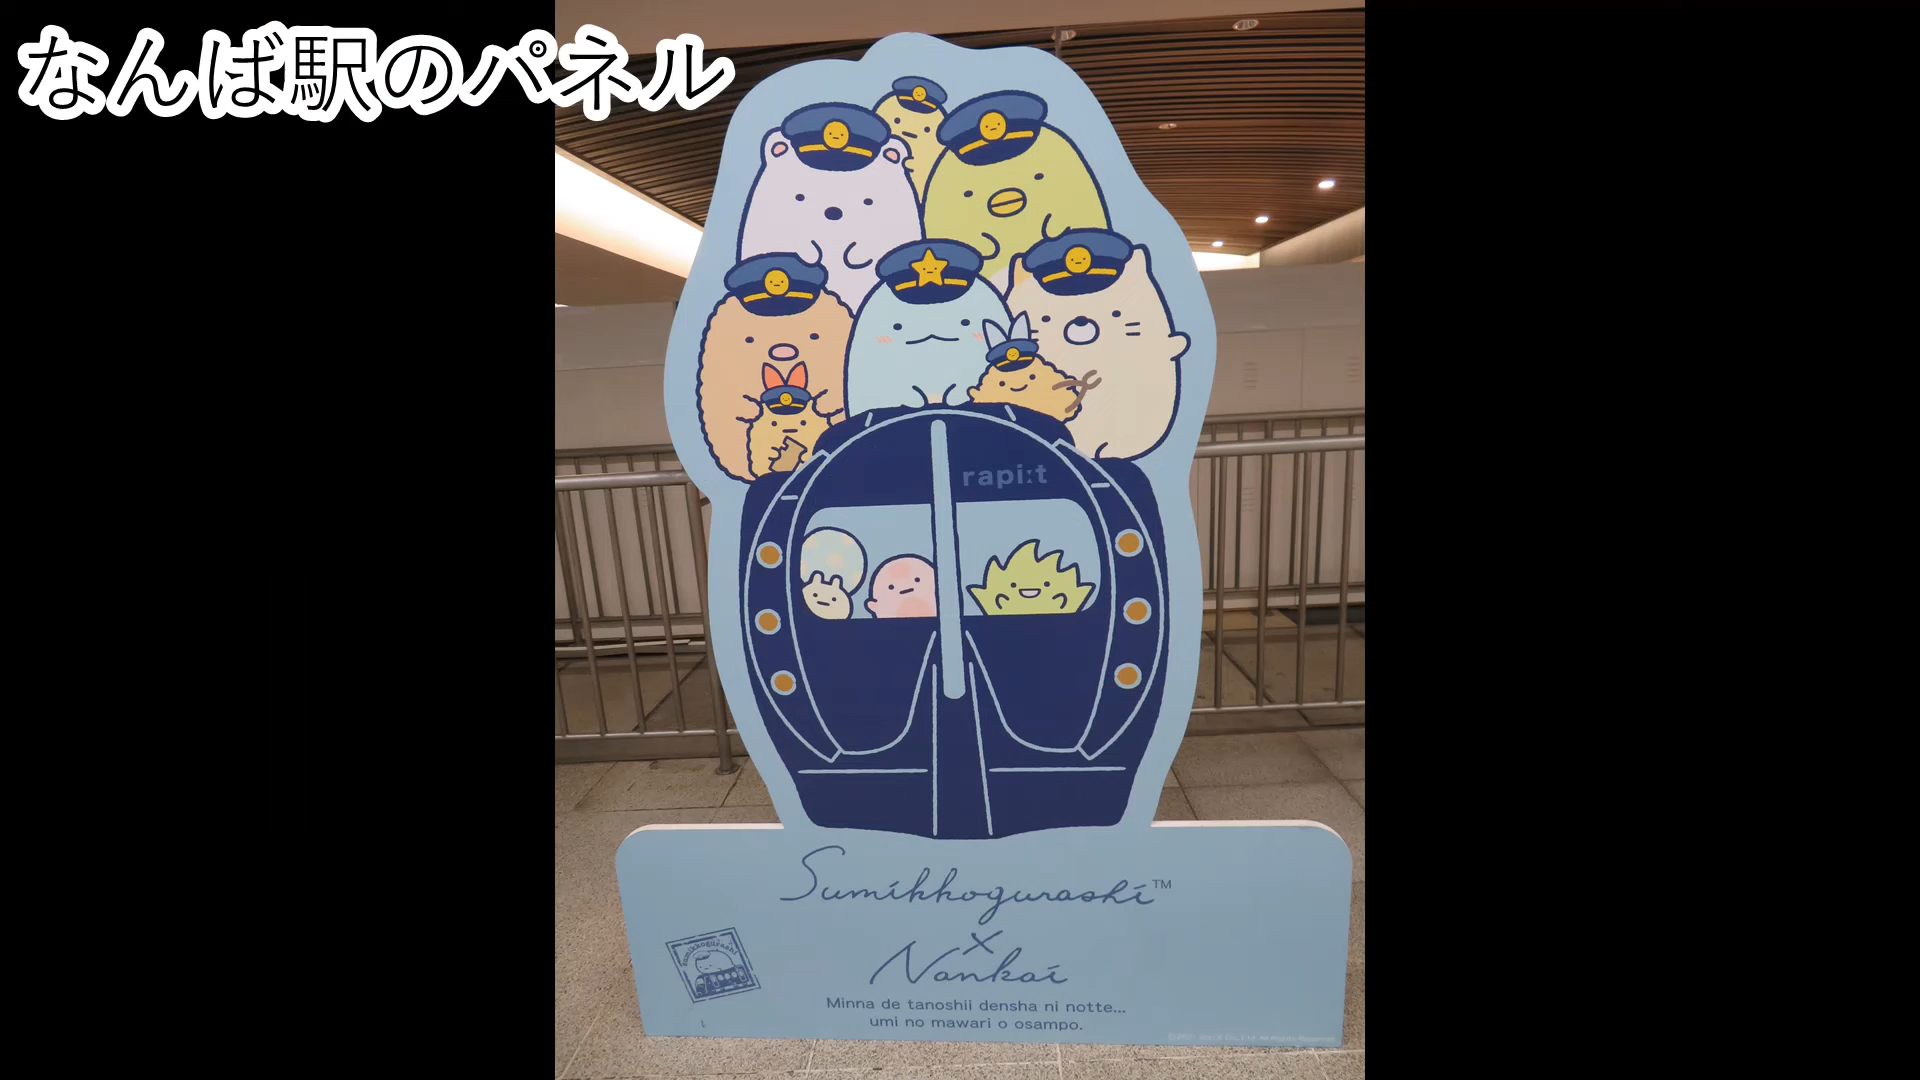 なんば駅のパネル
rapi:t
Sumikkogurashi™
×
Nankai
Sumikkogurashi
Minna de tanoshii densha ni notte...
umi no mawari o osampo.